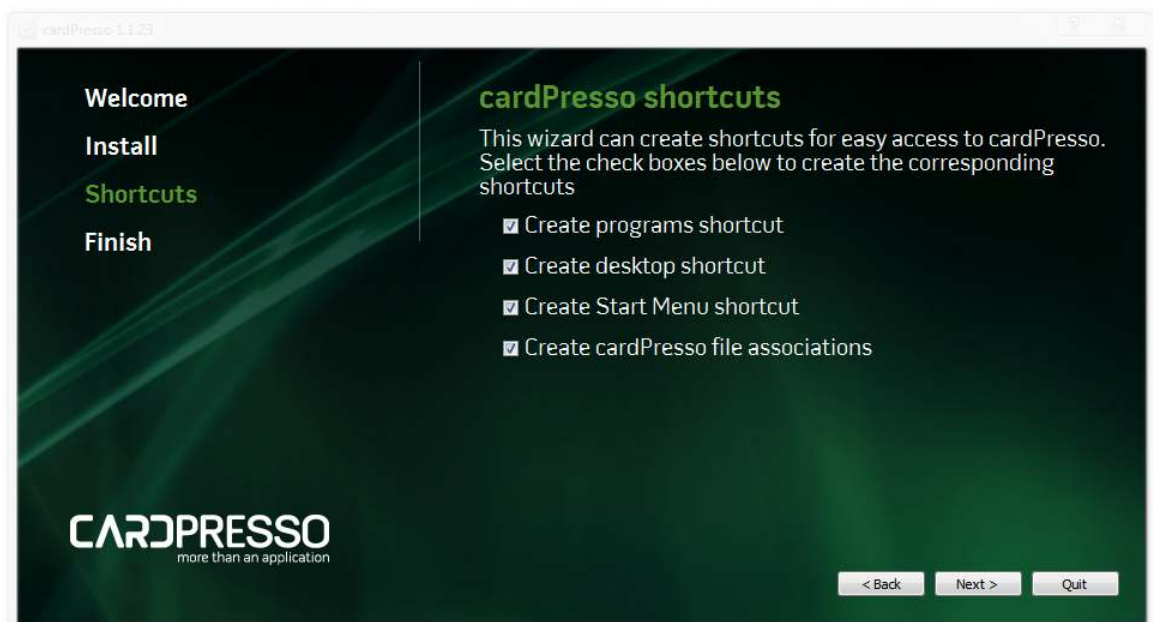 cardPresso 1.1.23
Welcome
Install
Shortcuts
Finish
cardPresso shortcuts
This wizard can create shortcuts for easy access to cardPresso.
Select the check boxes below to create the corresponding
shortcuts
Create programs shortcut
Create desktop shortcut
Create Start Menu shortcut
Create cardPresso file associations
CARDPRESSO
more than an application
< Back
Next >
Quit